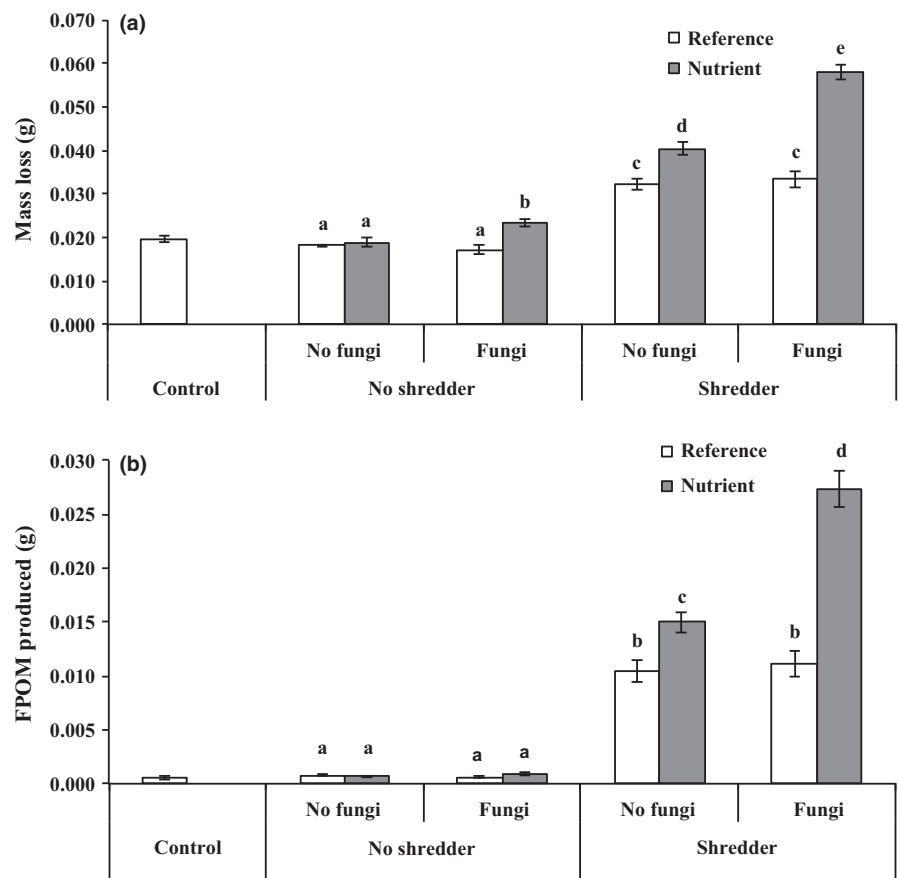 (a)
Reference
Nutrient
Mass loss (g)
0.070
0.060
0.050
0.040
0.030
0.020
0.010
0.000
a a
a b
c d
c e
No fungi Fungi No fungi Fungi
Control No shredder Shredder
(b)
Reference
Nutrient
FPOM produced (g)
0.030
0.025
0.020
0.015
0.010
0.005
0.000
a a
a a
b c
b d
No fungi Fungi No fungi Fungi
Control No shredder Shredder